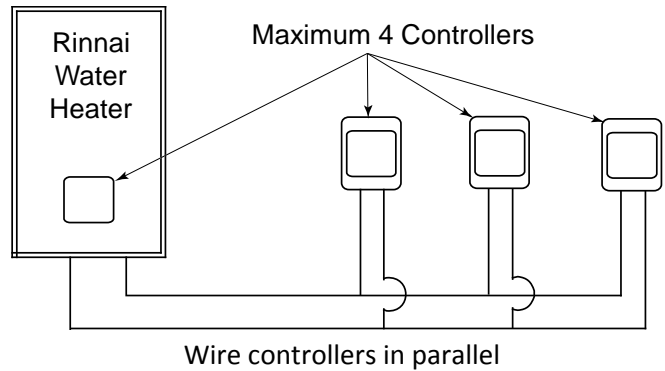 Rinnai
Water
Heater
Maximum 4 Controllers
Wire controllers in parallel